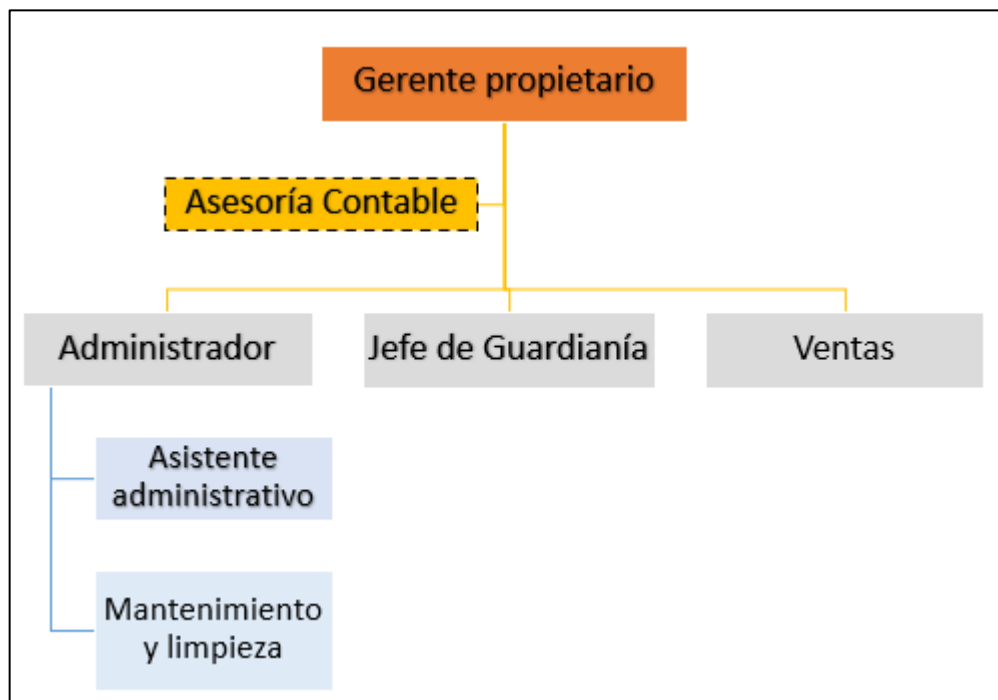 Gerente propietario
Asesoría Contable
Administrador
Jefe de Guardianía
Ventas
Asistente
administrativo
Mantenimiento
y limpieza